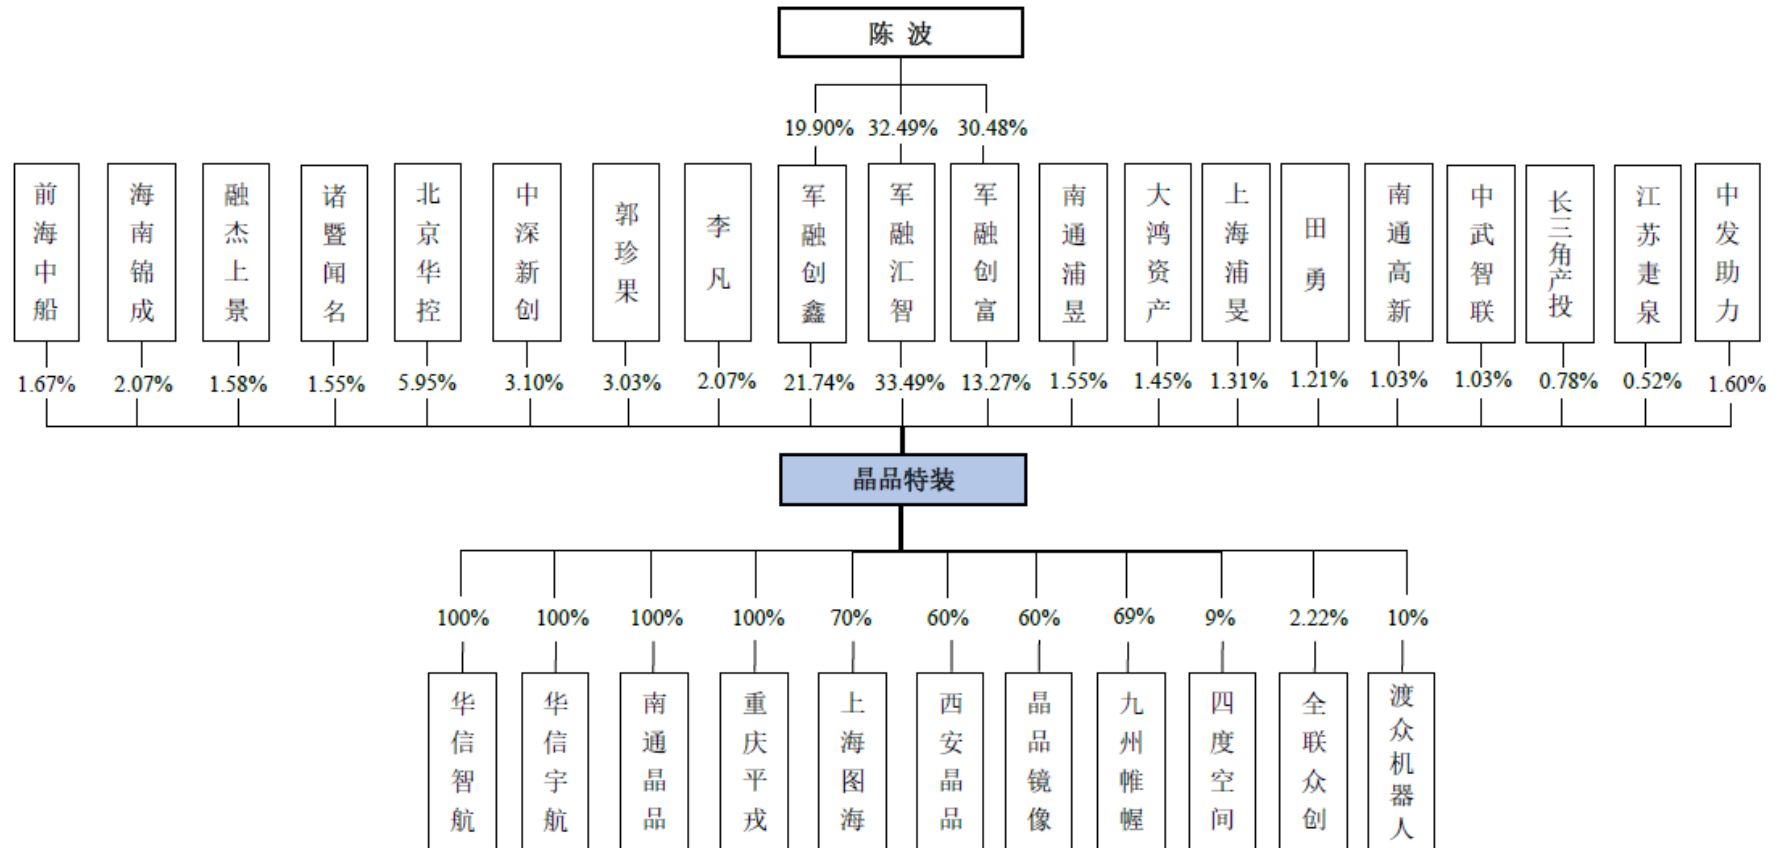 陈 波
19.90% 32.49% 30.48%
前海中船
海南锦成
融杰上景
诸暨闻名
北京华控
中深新创
郭珍果
李凡
军融创鑫
军融汇智
军融创富
南通浦昱
大鸿资产
上海浦旻
田勇
南通高新
中武智联
长三角产投
江苏疌泉
中发助力
1.67% 2.07% 1.58% 1.55% 5.95% 3.10% 3.03% 2.07% 21.74% 33.49% 13.27% 1.55% 1.45% 1.31% 1.21% 1.03% 1.03% 0.78% 0.52% 1.60%
晶品特装
100% 100% 100% 100% 70% 60% 60% 69% 9% 2.22% 10%
华信智航
华信宇航
南通晶品
重庆平戎
上海图海
西安晶品
晶品镜像
九州帷幄
四度空间
全联众创
渡众机器人